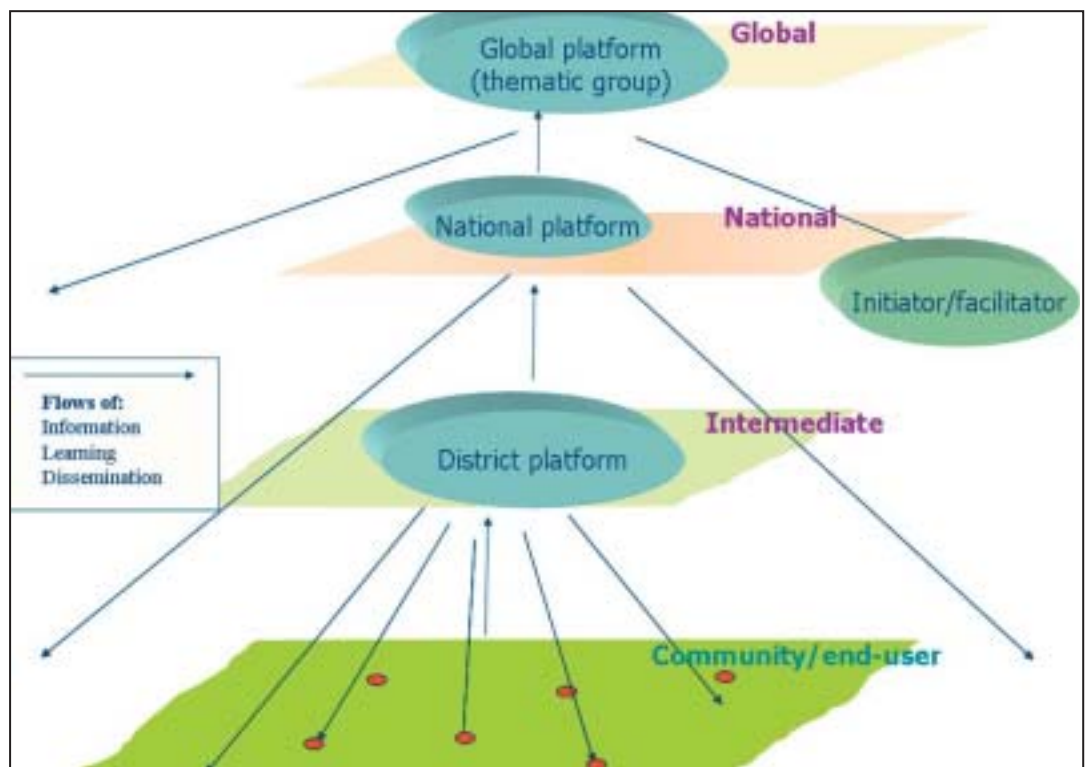 Global
Global platform
(thematic group)
National
National platform
Initiator/facilitator
Flows of:
Information
Learning
Dissemination
Intermediate
District platform
Community/end-user